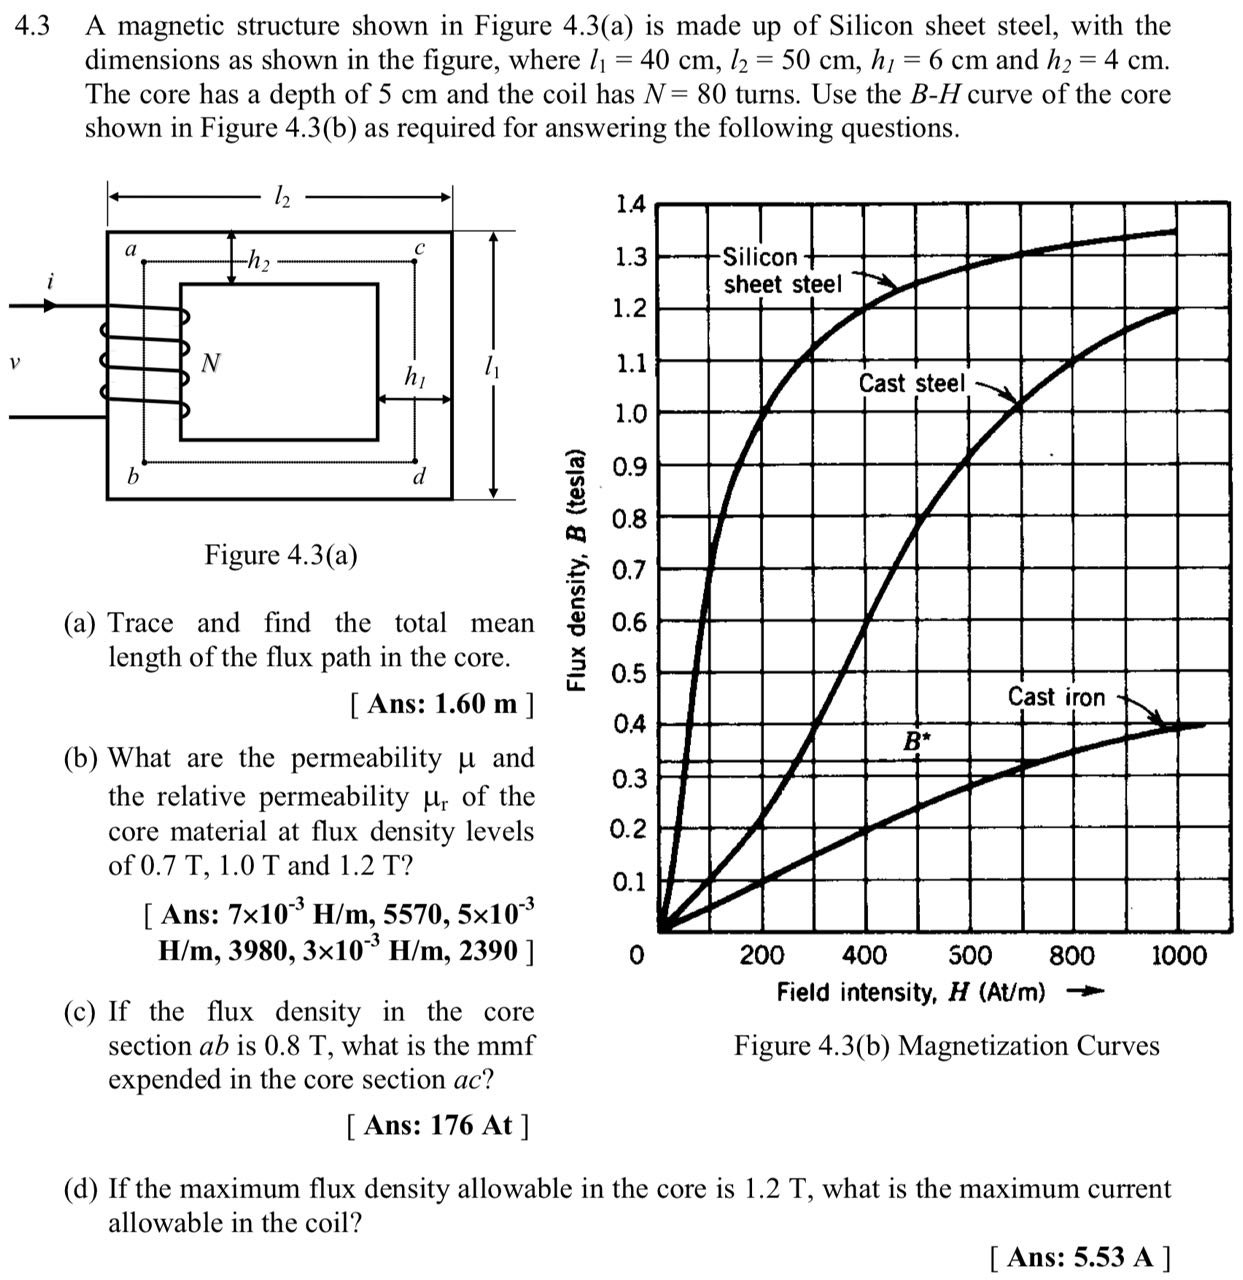 4.3 A magnetic structure shown in Figure 4.3(a) is made up of Silicon sheet steel, with the
dimensions as shown in the figure, where l₁ = 40 cm, l₂ = 50 cm, h₁ = 6 cm and h₂ = 4 cm.
The core has a depth of 5 cm and the coil has N = 80 turns. Use the B-H curve of the core
shown in Figure 4.3(b) as required for answering the following questions.
l₂
a
h₂
c
i
v
N
h₁
l₁
b
d
Figure 4.3(a)
(a) Trace and find the total mean
length of the flux path in the core.
[ Ans: 1.60 m ]
(b) What are the permeability μ and
the relative permeability μᵣ of the
core material at flux density levels
of 0.7 T, 1.0 T and 1.2 T?
[ Ans: 7×10⁻³ H/m, 5570, 5×10⁻³
H/m, 3980, 3×10⁻³ H/m, 2390 ]
(c) If the flux density in the core
section ab is 0.8 T, what is the mmf
expended in the core section ac?
[ Ans: 176 At ]
1.4
1.3
1.2
1.1
1.0
0.9
0.8
0.7
0.6
0.5
0.4
0.3
0.2
0.1
Flux density, B (tesla)
Silicon
sheet steel
Cast steel
Cast iron
B*
0 200 400 500 800 1000
Field intensity, H (At/m)
Figure 4.3(b) Magnetization Curves
(d) If the maximum flux density allowable in the core is 1.2 T, what is the maximum current
allowable in the coil?
[ Ans: 5.53 A ]